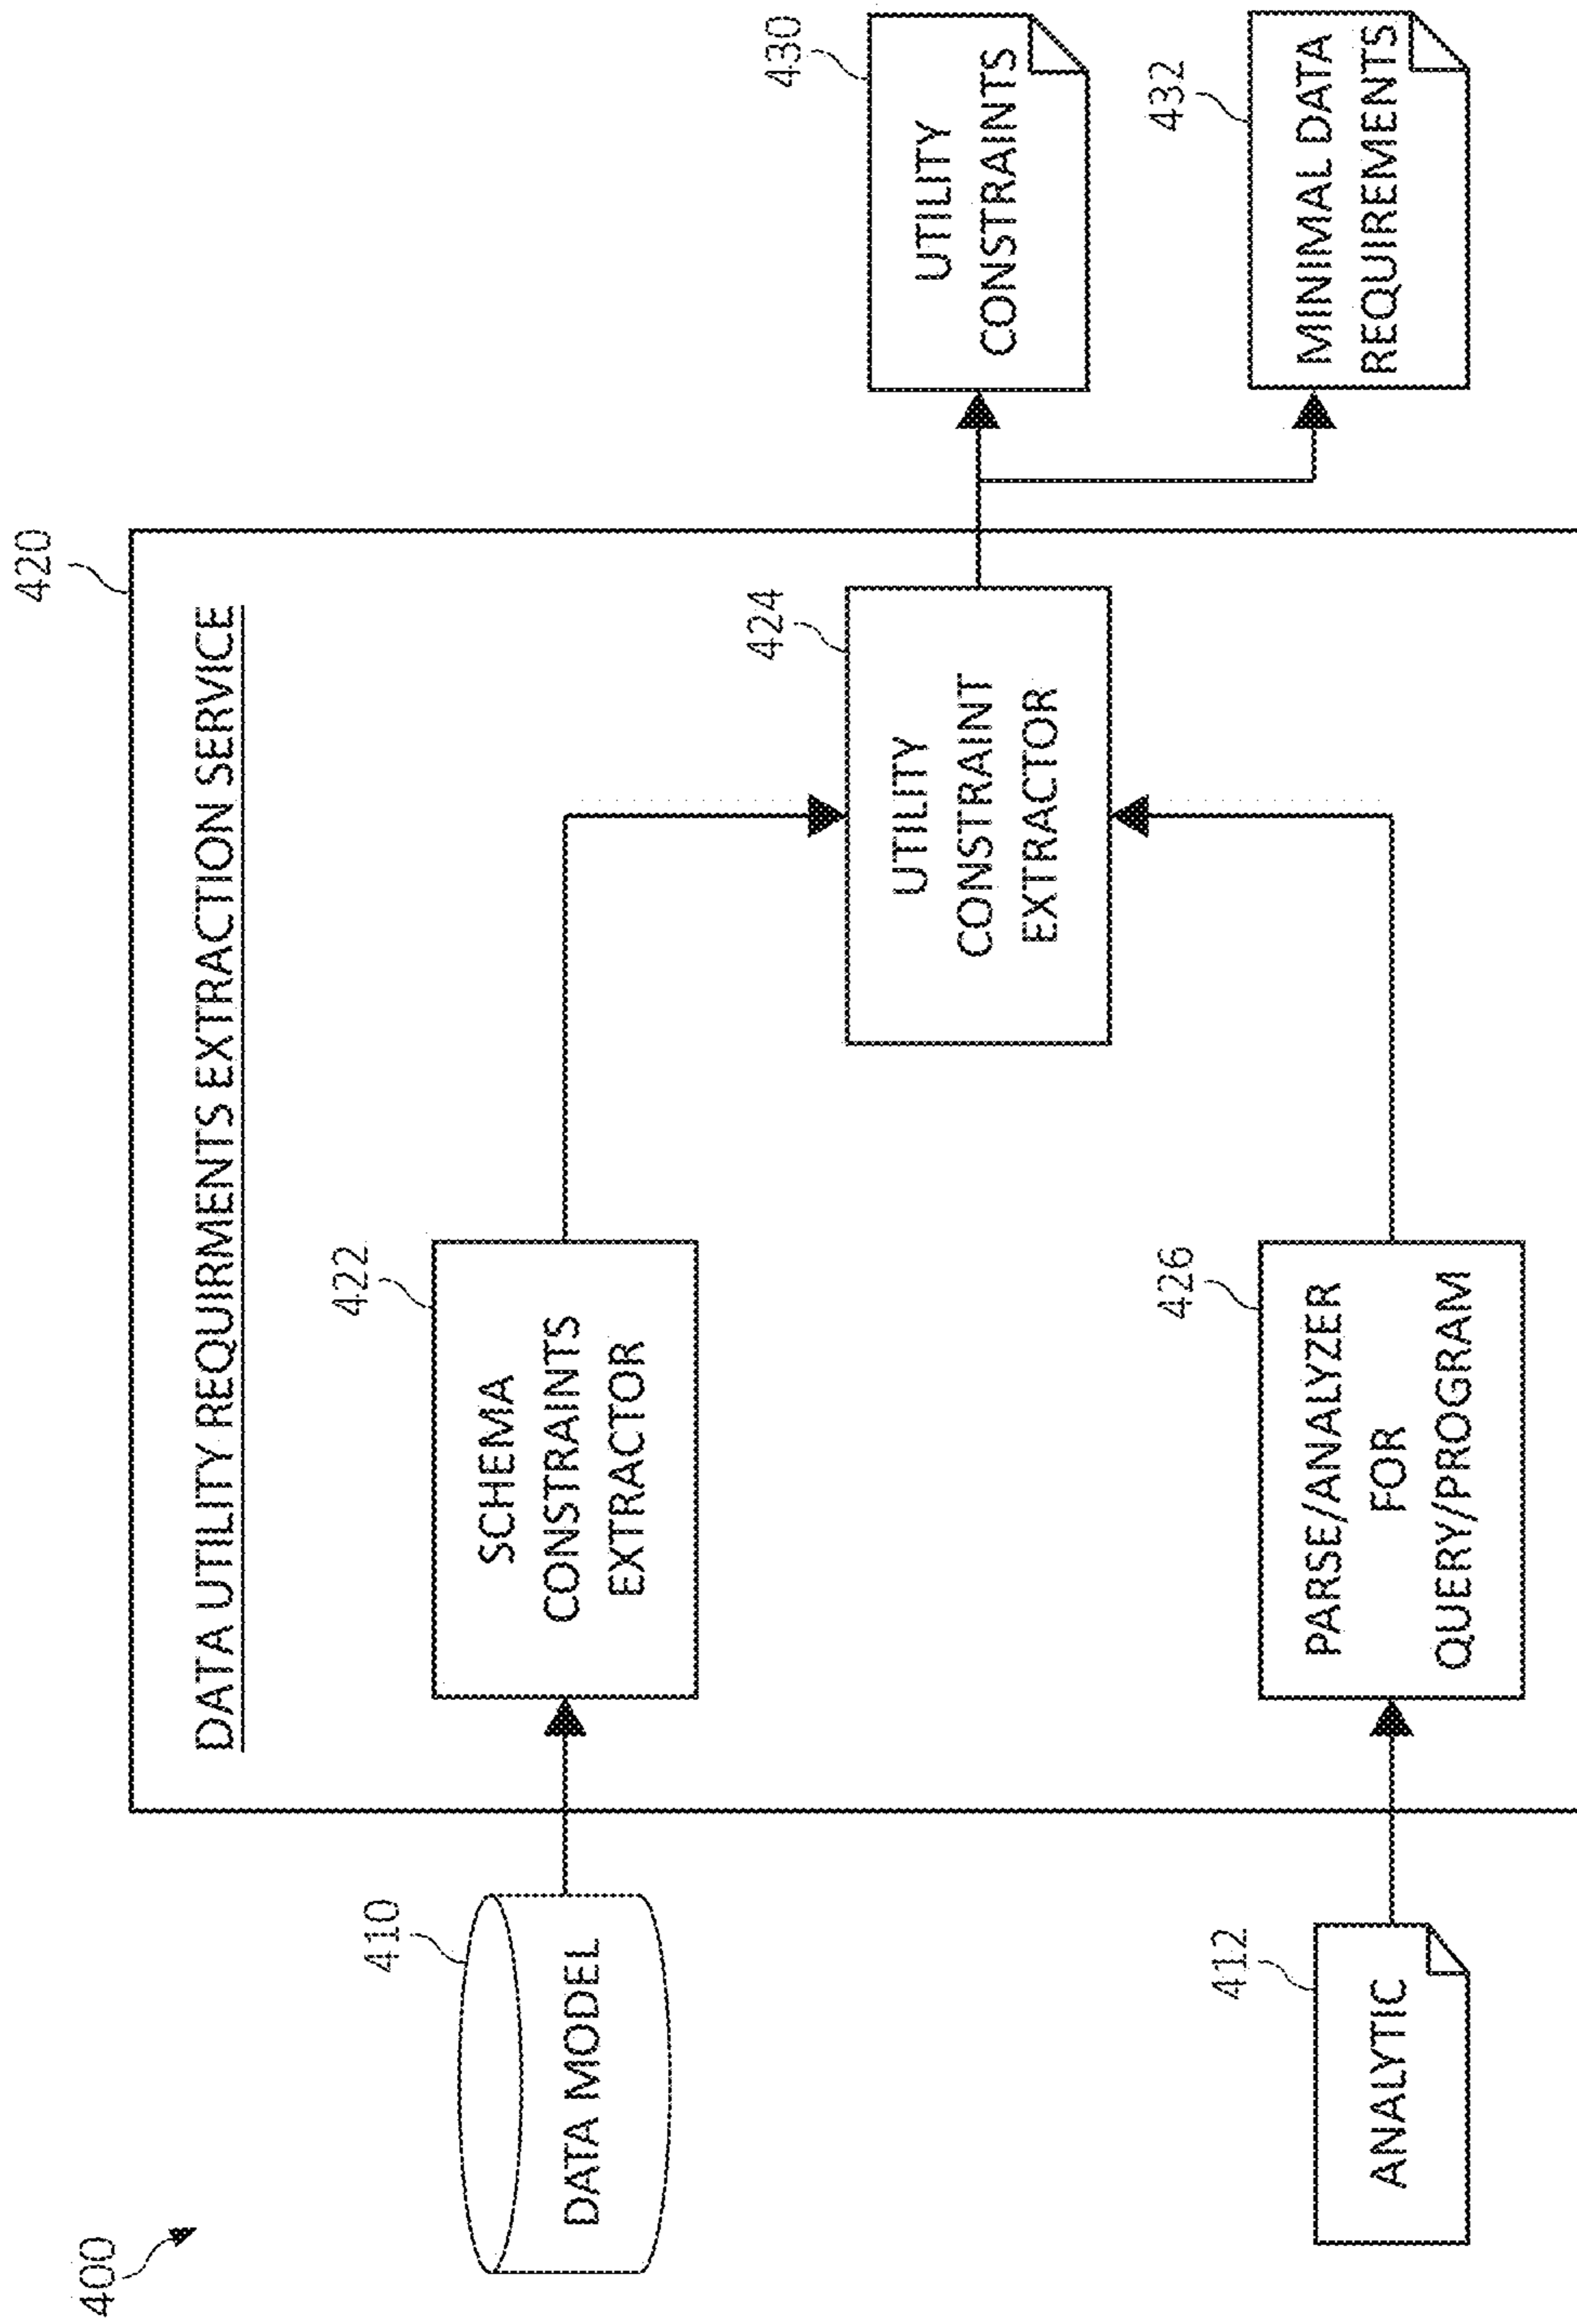 400
420
DATA UTILITY REQUIRMENTS EXTRACTION SERVICE
410
DATA MODEL
422
SCHEMA
CONSTRAINTS
EXTRACTOR
424
UTILITY
CONSTRAINT
EXTRACTOR
430
UTILITY
CONSTRAINTS
412
ANALYTIC
426
PARSE/ANALYZER
FOR
QUERY/PROGRAM
432
MINIMAL DATA
REQUIREMENTS